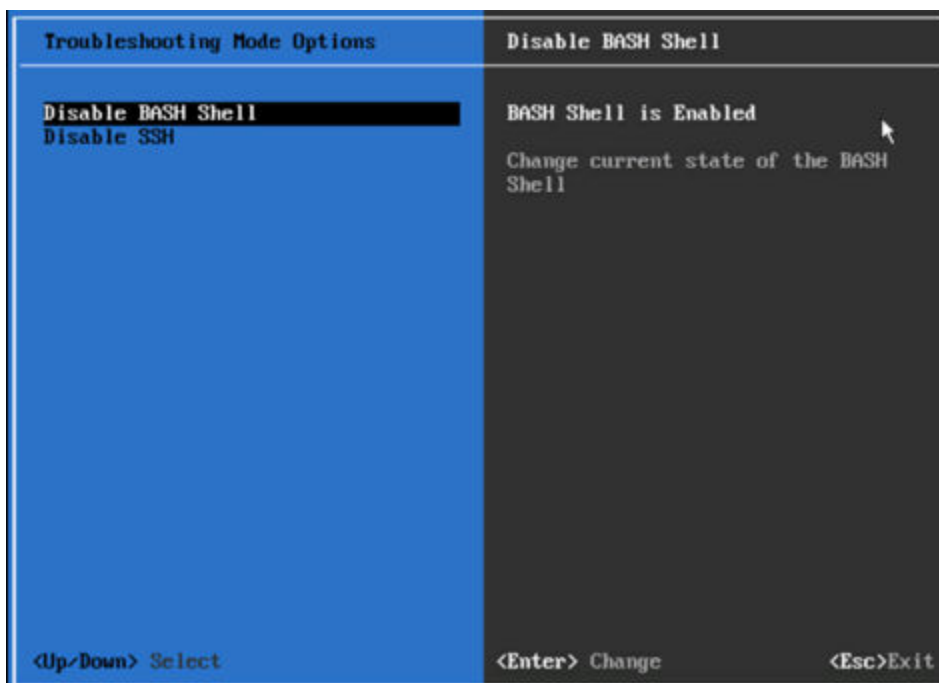 Troubleshooting Mode Options
Disable BASH Shell
Disable SSH
<Up/Down> Select
Disable BASH Shell
BASH Shell is Enabled
Change current state of the BASH
Shell
<Enter> Change
<Esc>Exit